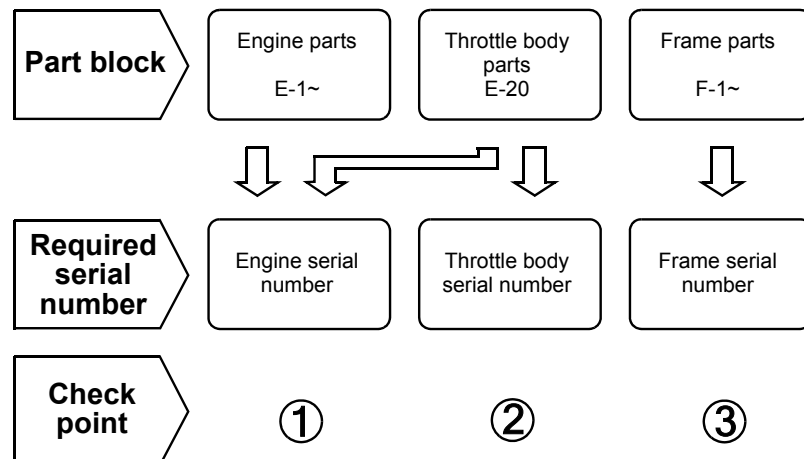 Part block
Engine parts
E-1~
Throttle body
parts
E-20
Frame parts
F-1~
Required
serial
number
Engine serial
number
Throttle body
serial number
Frame serial
number
Check
point
①
②
③